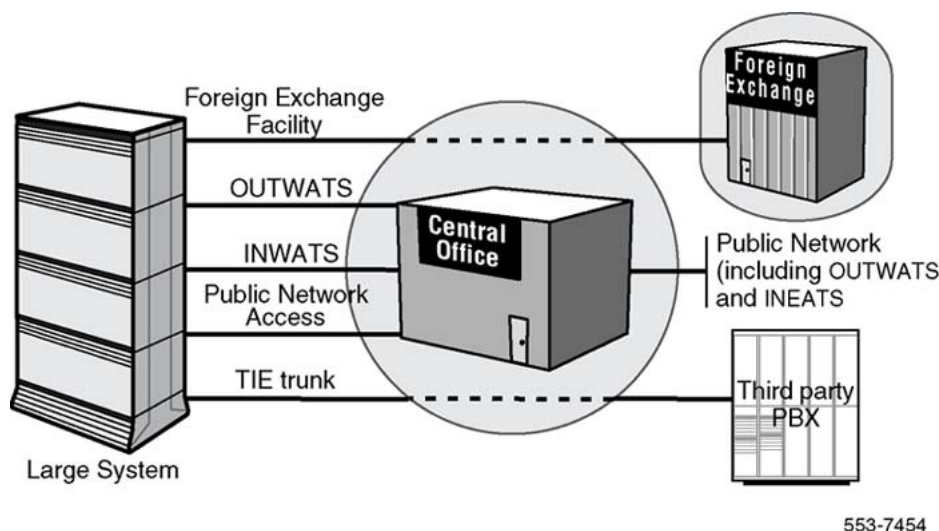 Foreign
Exchange
Foreign Exchange
Facility
OUTWATS
Central
Office
INWATS
Public Network
(including OUTWATS
and INEATS
Public Network
Access
TIE trunk
Third party
PBX
Large System
553-7454